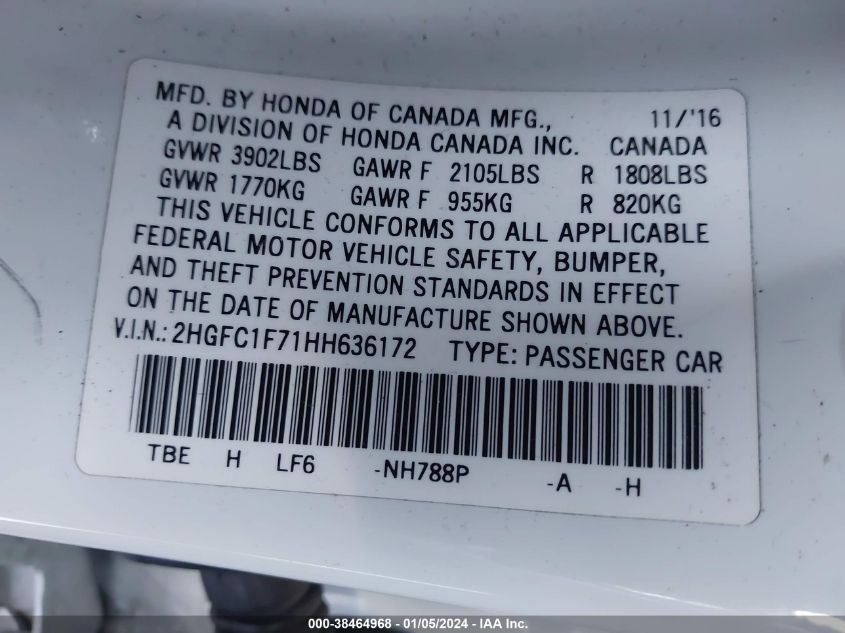 MFD. BY HONDA OF CANADA MFG., 11/'16
A DIVISION OF HONDA CANADA INC. CANADA
GVWR 3902LBS GAWR F 2105LBS R 1808LBS
GVWR 1770KG GAWR F 955KG R 820KG
THIS VEHICLE CONFORMS TO ALL APPLICABLE
FEDERAL MOTOR VEHICLE SAFETY, BUMPER,
AND THEFT PREVENTION STANDARDS IN EFFECT
ON THE DATE OF MANUFACTURE SHOWN ABOVE.
V.I.N.: 2HGFC1F71HH636172 TYPE: PASSENGER CAR
TBE H LF6 -NH788P -A -H
000-38464968 - 01/05/2024 - IAA Inc.